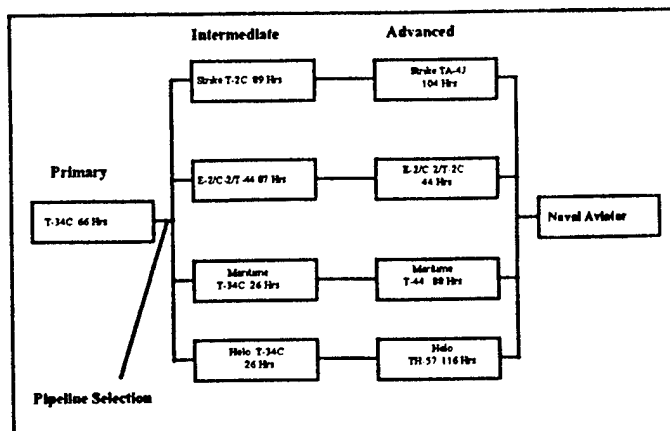 Intermediate
Advanced
Strike T-2C 89 Hrs
Strike TA-4J
104 Hrs
Primary
E-2/C-2/T-44 87 Hrs
E-2/C-2/T-2C
44 Hrs
T-34C 66 Hrs
Naval Aviator
Maritime
T-34C 26 Hrs
Maritime
T-44 88 Hrs
Helo T-34C
26 Hrs
Helo
TH-57 116 Hrs
Pipeline Selection